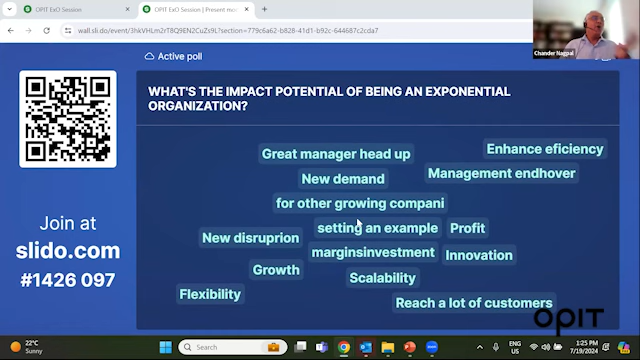 OPIT ExO Session
OPIT ExO Session | Present mo
wall.sli.do/event/3hkVHLm2rT8Q9EN2CuZs9L?section=779c6a62-b828-41d1-b92c-644687c2cda7
Chander Nagpal
Active poll
WHAT'S THE IMPACT POTENTIAL OF BEING AN EXPONENTIAL
ORGANIZATION?
Great manager head up
Enhance eficiency
New demand
Management endhover
for other growing compani
setting an example
Profit
New disruprion
marginsinvestment
Innovation
Growth
Scalability
Flexibility
Reach a lot of customers
Join at
slido.com
#1426 097
OPIT
22°C
Sunny
Search
ENG
US
1:25 PM
7/19/2024